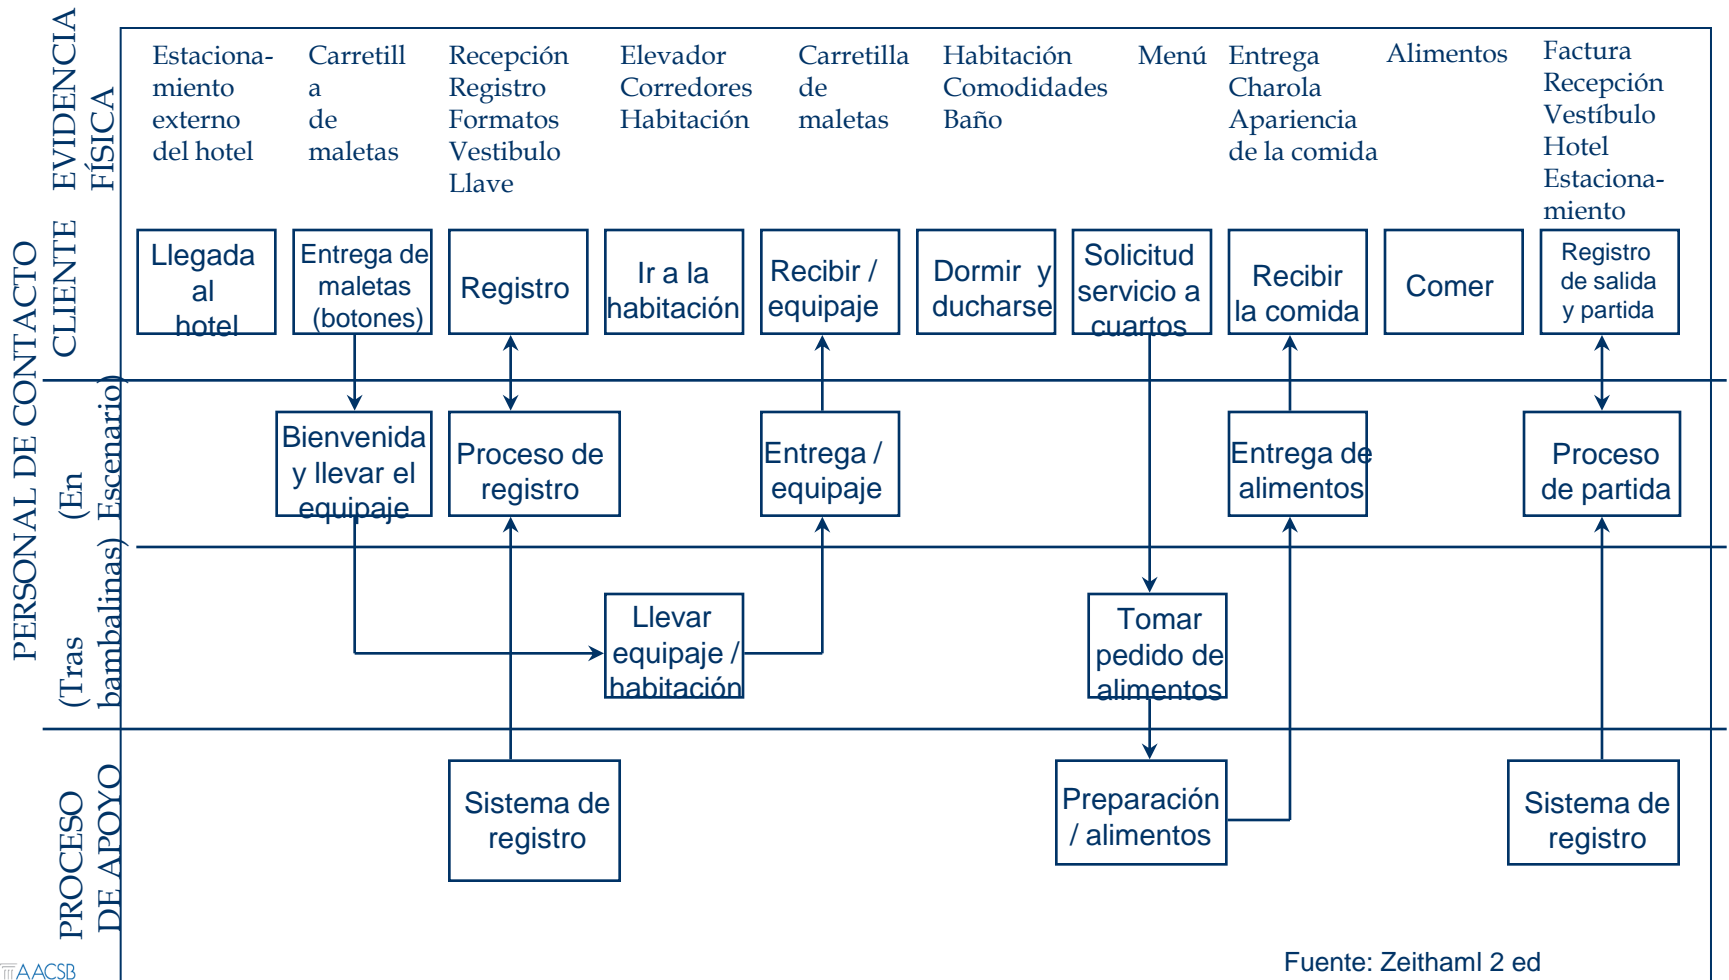 EVIDENCIA
FÍSICA
Estaciona-
miento
externo
del hotel
Carretill
a
de
maletas
Recepción
Registro
Formatos
Vestibulo
Llave
Elevador
Corredores
Habitación
Carretilla
de
maletas
Habitación
Comodidades
Baño
Menú
Entrega
Charola
Apariencia
de la comida
Alimentos
Factura
Recepción
Vestíbulo
Hotel
Estaciona-
miento
CLIENTE
Llegada
al
hotel
Entrega de
maletas
(botones)
Registro
Ir a la
habitación
Recibir /
equipaje
Dormir y
ducharse
Solicitud
servicio a
cuartos
Recibir
la comida
Comer
Registro
de salida
y partida
PERSONAL DE CONTACTO
(En
Escenario)
Bienvenida
y llevar el
equipaje
Proceso de
registro
Entrega /
equipaje
Entrega de
alimentos
Proceso
de partida
(Tras
bambalinas)
Llevar
equipaje /
habitación
Tomar
pedido de
alimentos
PROCESO
DE APOYO
Sistema de
registro
Preparación
/ alimentos
Sistema de
registro
Fuente: Zeithaml 2 ed
AACSB